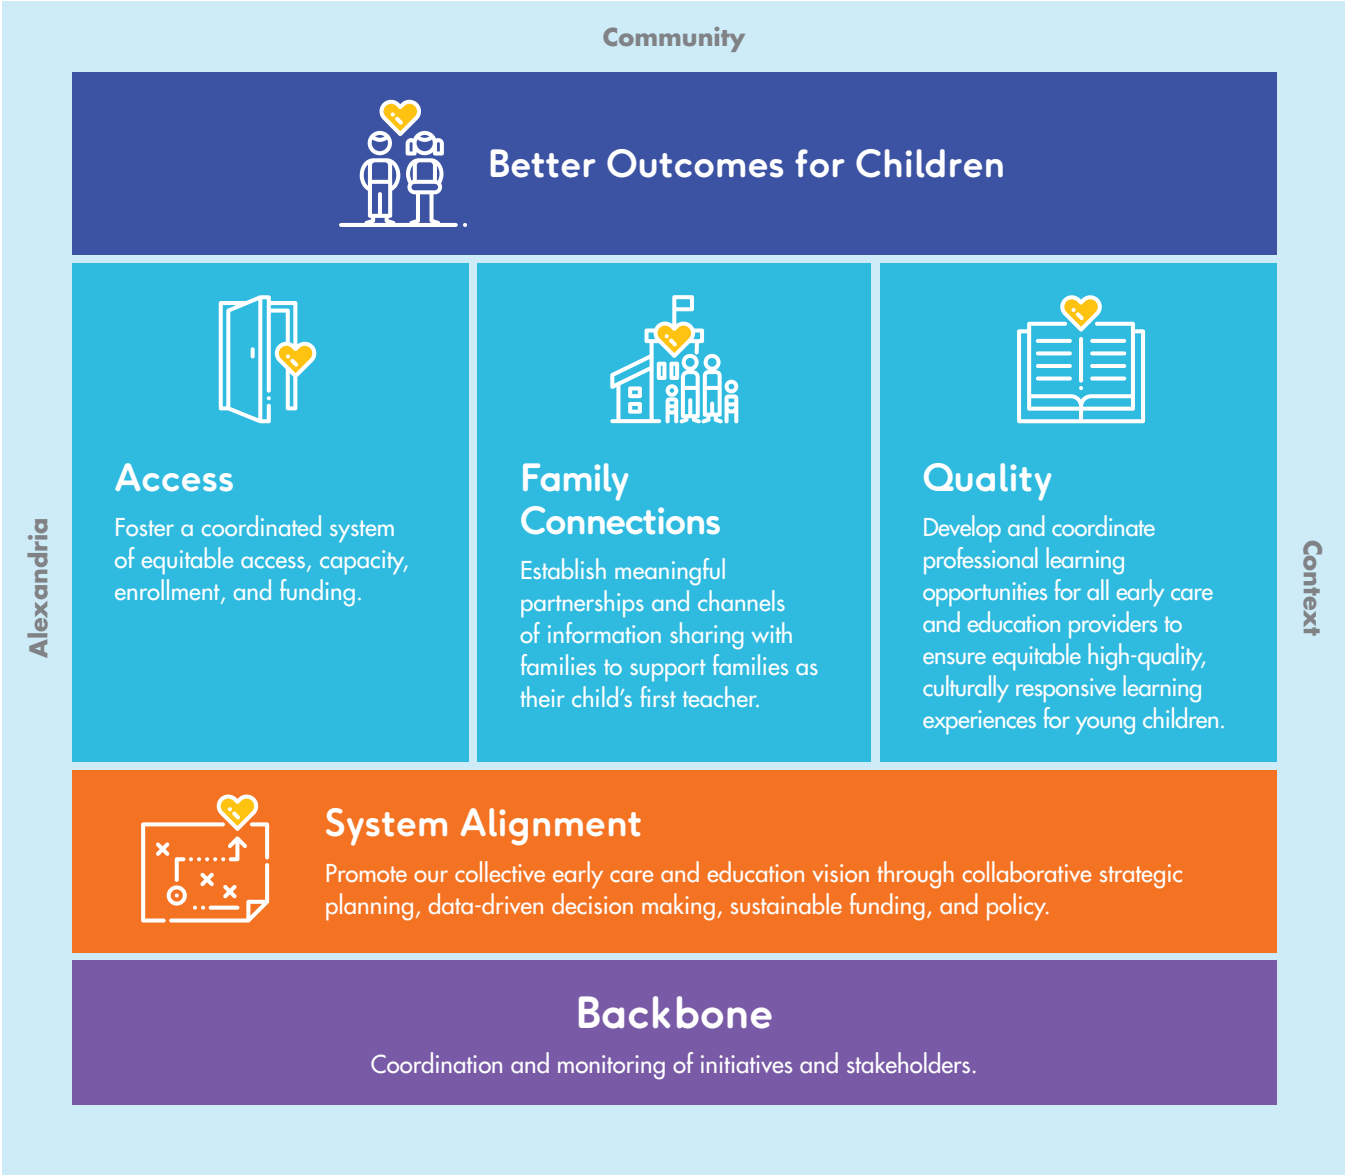 Community
Better Outcomes for Children
Access
Foster a coordinated system
of equitable access, capacity,
enrollment, and funding.
Family
Connections
Establish meaningful
partnerships and channels
of information sharing with
families to support families as
their child’s first teacher.
Quality
Develop and coordinate
professional learning
opportunities for all early care
and education providers to
ensure equitable high-quality,
culturally responsive learning
experiences for young children.
Alexandria
Context
System Alignment
Promote our collective early care and education vision through collaborative strategic
planning, data-driven decision making, sustainable funding, and policy.
Backbone
Coordination and monitoring of initiatives and stakeholders.